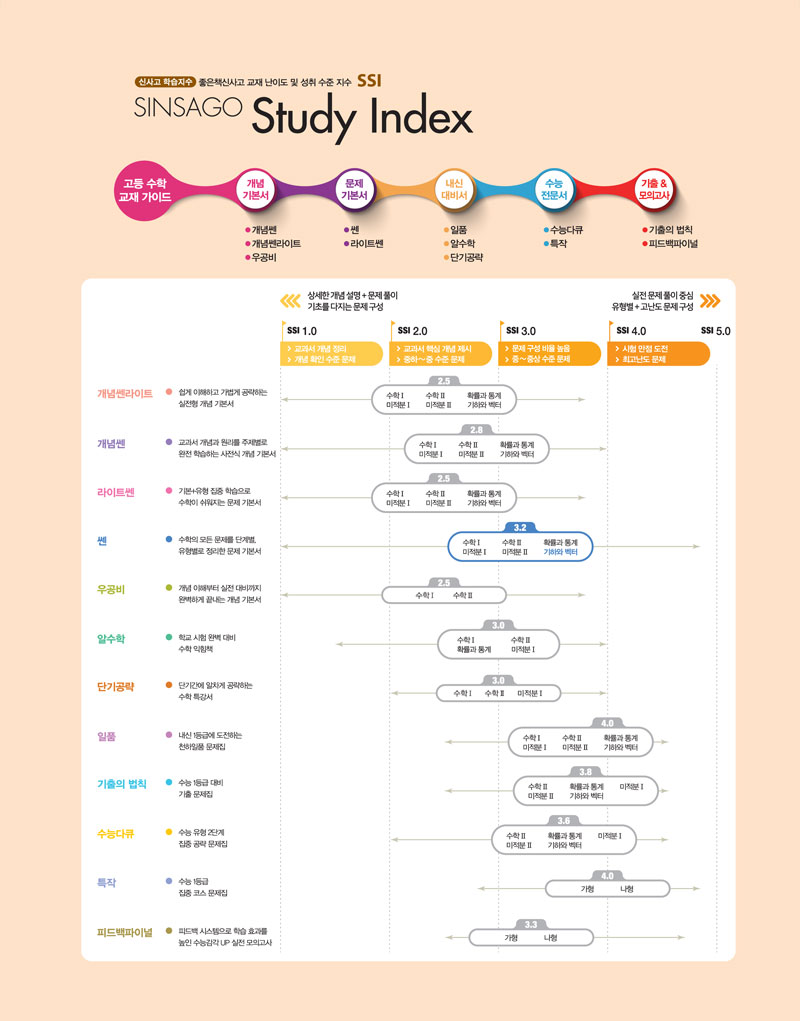 신사고 학습지수 좋은책신사고 교재 난이도 및 성취 수준 지수 SSI
SINSAGO Study Index
고등 수학
교재 가이드
개념
기본서
문제
기본서
내신
대비서
수능
전문서
기출 &
모의고사
개념쎈
개념쎈라이트
우공비
쎈
라이트쎈
일품
알수학
단기공략
수능다큐
특작
기출의 법칙
피드백파이널
상세한 개념 설명 + 문제 풀이
기초를 다지는 문제 구성
실전 문제 풀이 중심
유형별 + 고난도 문제 구성
SSI 1.0
SSI 2.0
SSI 3.0
SSI 4.0
SSI 5.0
> 교과서 개념 정리
> 개념 확인 수준 문제
> 교과서 핵심 개념 제시
> 중하~중 수준 문제
> 문제 구성 비율 높음
> 중~중상 수준 문제
> 시험 만점 도전
> 최고난도 문제
개념쎈라이트
쉽게 이해하고 가볍게 공략하는
실전형 개념 기본서
2.5
수학 I 수학 II 확률과 통계
미적분 I 미적분 II 기하와 벡터
개념쎈
교과서 개념과 원리를 주제별로
완전 학습하는 사전식 개념 기본서
2.8
수학 I 수학 II 확률과 통계
미적분 I 미적분 II 기하와 벡터
라이트쎈
기본+유형 집중 학습으로
수학이 쉬워지는 문제 기본서
2.5
수학 I 수학 II 확률과 통계
미적분 I 미적분 II 기하와 벡터
쎈
수학의 모든 문제를 단계별,
유형별로 정리한 문제 기본서
3.2
수학 I 수학 II 확률과 통계
미적분 I 미적분 II 기하와 벡터
우공비
개념 이해부터 실전 대비까지
완벽하게 끝내는 개념 기본서
2.5
수학 I 수학 II
알수학
학교 시험 완벽 대비
수학 익힘책
3.0
수학 I 수학 II
확률과 통계 미적분 I
단기공략
단기간에 알차게 공략하는
수학 특강서
3.0
수학 I 수학 II 미적분 I
일품
내신 1등급에 도전하는
천하일품 문제집
4.0
수학 I 수학 II 확률과 통계
미적분 I 미적분 II 기하와 벡터
기출의 법칙
수능 1등급 대비
기출 문제집
3.8
수학 II 확률과 통계 미적분 I
미적분 II 기하와 벡터
수능다큐
수능 유형 2단계
집중 공략 문제집
3.6
수학 II 확률과 통계 미적분 I
미적분 II 기하와 벡터
특작
수능 1등급
집중 코스 문제집
4.0
가형 나형
피드백파이널
피드백 시스템으로 학습 효과를
높인 수능감각 UP 실전 모의고사
3.3
가형 나형